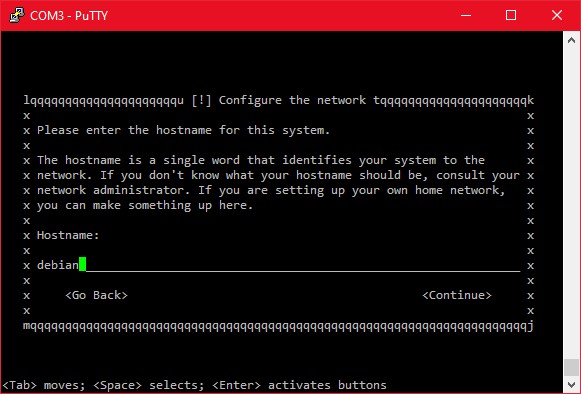 COM3 - PuTTY
lqqqqqqqqqqqqqqqqqqqqqu [!] Configure the network tqqqqqqqqqqqqqqqqqqqqqk
x x
x Please enter the hostname for this system. x
x x
x The hostname is a single word that identifies your system to the x
x network. If you don't know what your hostname should be, consult your x
x network administrator. If you are setting up your own home network, x
x you can make something up here. x
x x
x Hostname: x
x x
x debian________________________________________________________________ x
x x
x <Go Back> <Continue> x
x x
mqqqqqqqqqqqqqqqqqqqqqqqqqqqqqqqqqqqqqqqqqqqqqqqqqqqqqqqqqqqqqqqqqqqqqqqj
<Tab> moves; <Space> selects; <Enter> activates buttons